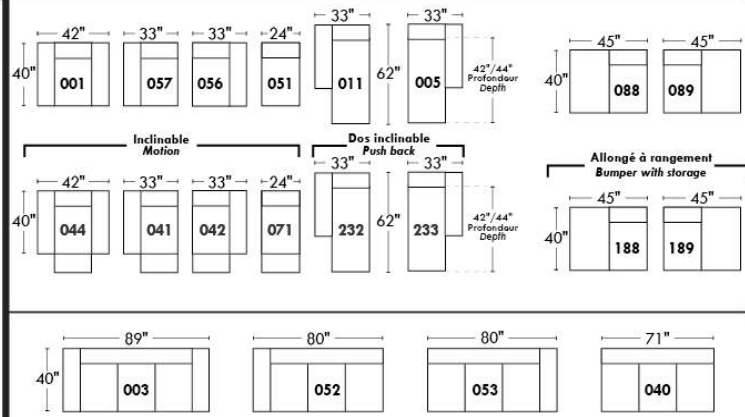 42" 33" 33" 24" 33" 33" 45" 45"
40" 001 057 056 051 62" 011 005 42"/44" 40" 088 089
Profondeur
Depth
Inclinable
Motion
Dos inclinable
Push back
Allongé à rangement
Bumper with storage
42" 33" 33" 24" 33" 33" 45" 45"
40" 044 041 042 071 232 62" 233 42"/44" 40" 188 189
Profondeur
Depth
89" 80" 80" 71"
40" 003 052 053 040